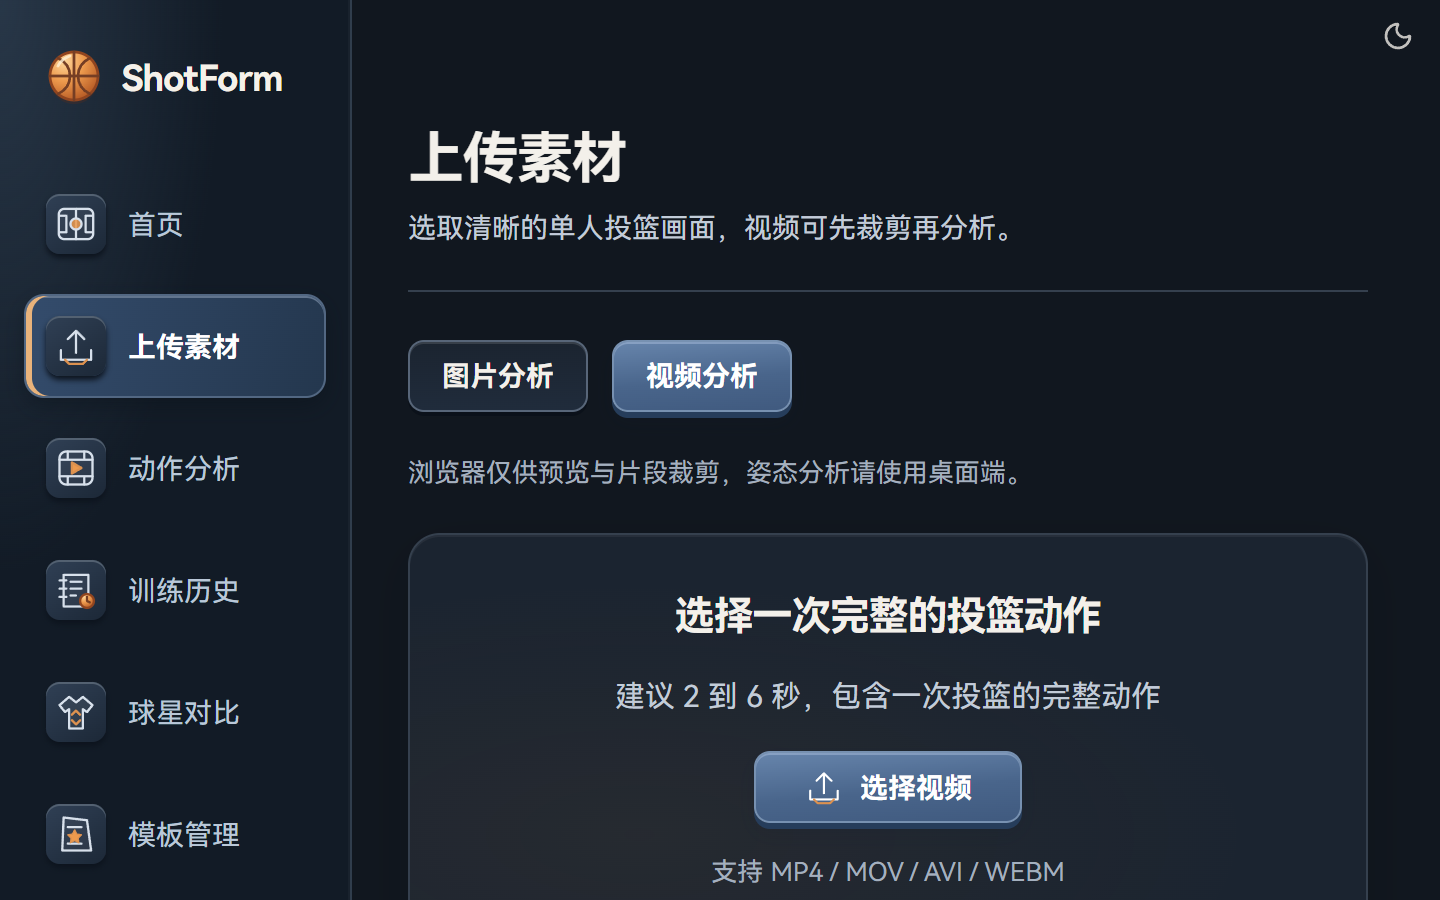 ShotForm
首页
上传素材
动作分析
训练历史
球星对比
模板管理
上传素材
选取清晰的单人投篮画面，视频可先裁剪再分析。
图片分析
视频分析
浏览器仅供预览与片段裁剪，姿态分析请使用桌面端。
选择一次完整的投篮动作
建议 2 到 6 秒，包含一次投篮的完整动作
选择视频
支持 MP4 / MOV / AVI / WEBM